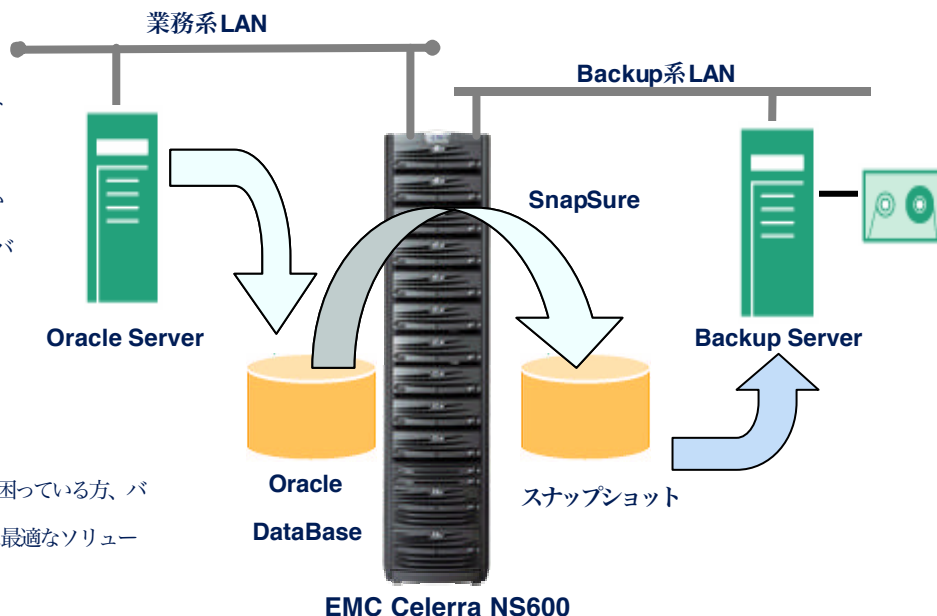 業務系LAN
Backup系LAN
ト
SnapSure
バ
Oracle Server
Backup Server
Oracle
DataBase
スナップショット
困っている方、バ
最適なソリュー
EMC Celerra NS600